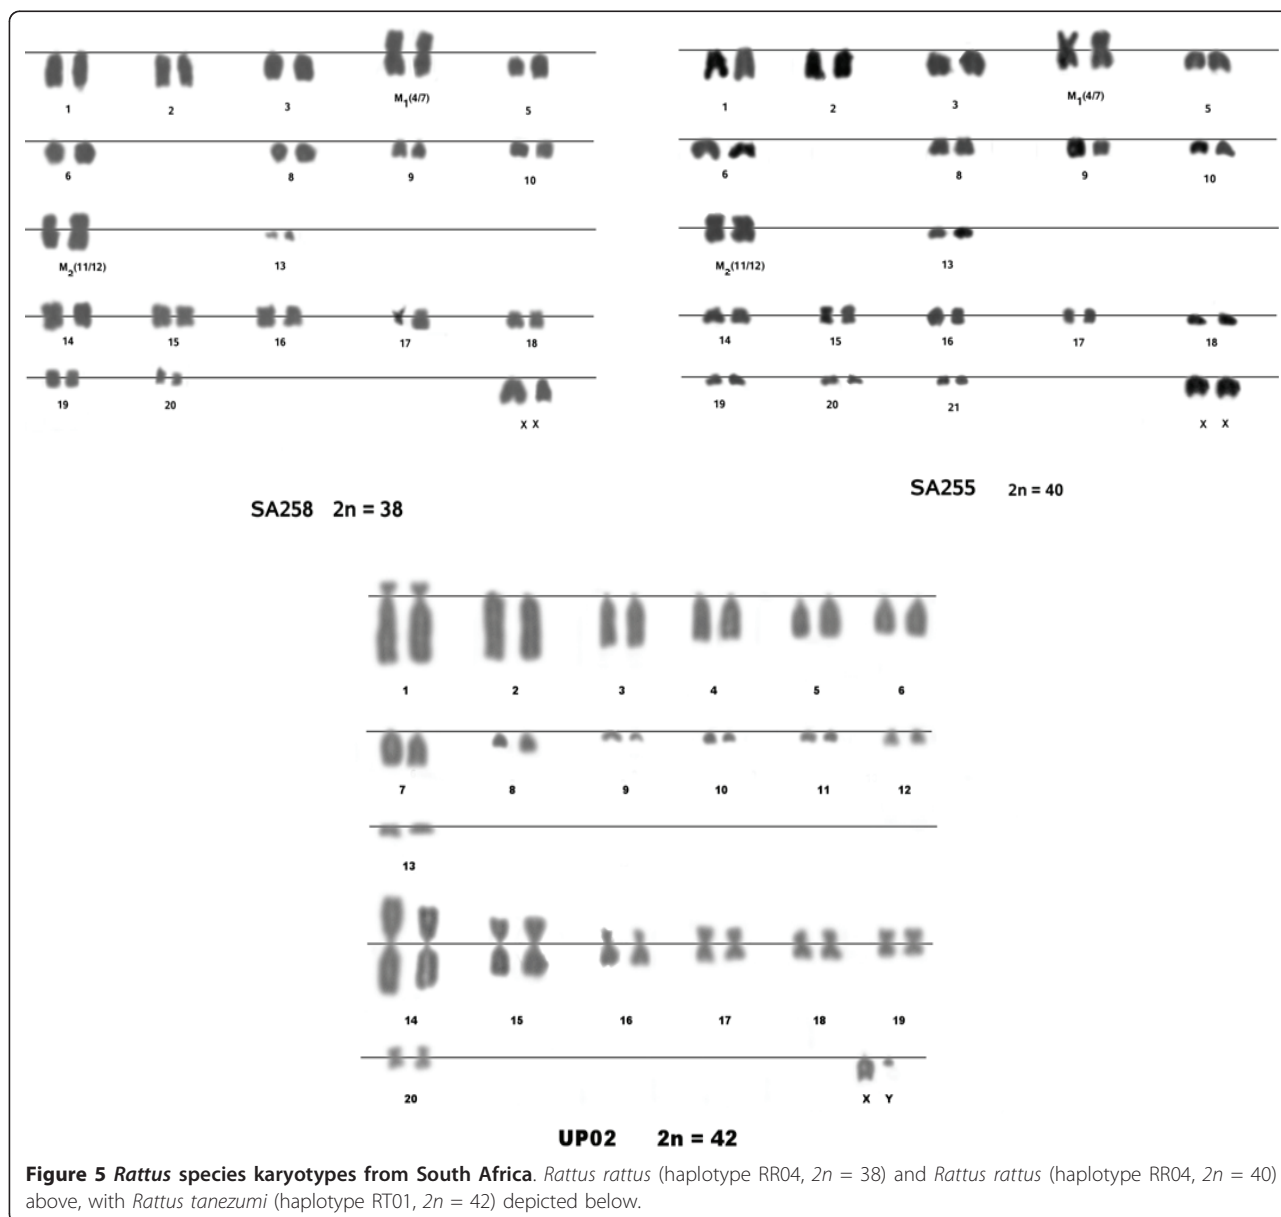 1 2 3 M1(4/7) 5
6 8 9 10
M2(11/12) 13
14 15 16 17 18
19 20 X X
SA258 2n = 38
1 2 3 M1(4/7) 5
6 8 9 10
M2(11/12) 13
14 15 16 17 18
19 20 21
X X
SA255 2n = 40
1 2 3 4 5 6
7 8 9 10 11 12
13
14 15 16 17 18 19
20 X Y
UP02 2n = 42
Figure 5 Rattus species karyotypes from South Africa. Rattus rattus (haplotype RR04, 2n = 38) and Rattus rattus (haplotype RR04, 2n = 40)
above, with Rattus tanezumi (haplotype RT01, 2n = 42) depicted below.